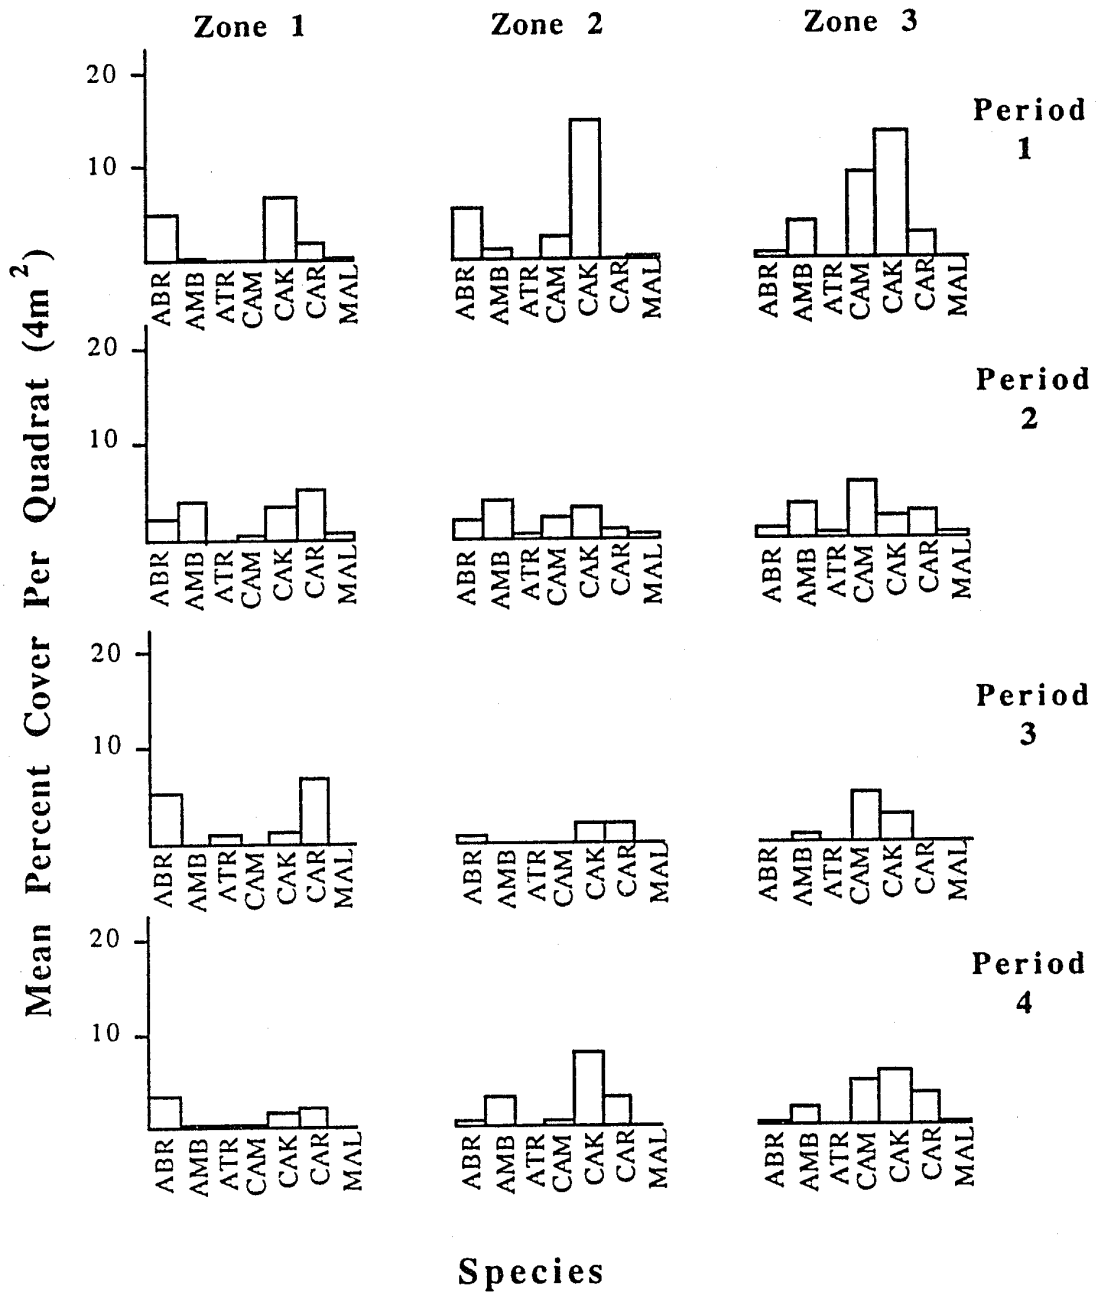 Zone 1 Zone 2 Zone 3
Mean Percent Cover Per Quadrat (4m²)
20
10
Period
1
ABR AMB ATR CAM CAK CAR MAL
ABR AMB ATR CAM CAK CAR MAL
ABR AMB ATR CAM CAK CAR MAL
20
10
Period
2
ABR AMB ATR CAM CAK CAR MAL
ABR AMB ATR CAM CAK CAR MAL
ABR AMB ATR CAM CAK CAR MAL
20
10
Period
3
ABR AMB ATR CAM CAK CAR MAL
ABR AMB ATR CAM CAK CAR MAL
ABR AMB ATR CAM CAK CAR MAL
20
10
Period
4
ABR AMB ATR CAM CAK CAR MAL
ABR AMB ATR CAM CAK CAR MAL
ABR AMB ATR CAM CAK CAR MAL
Species